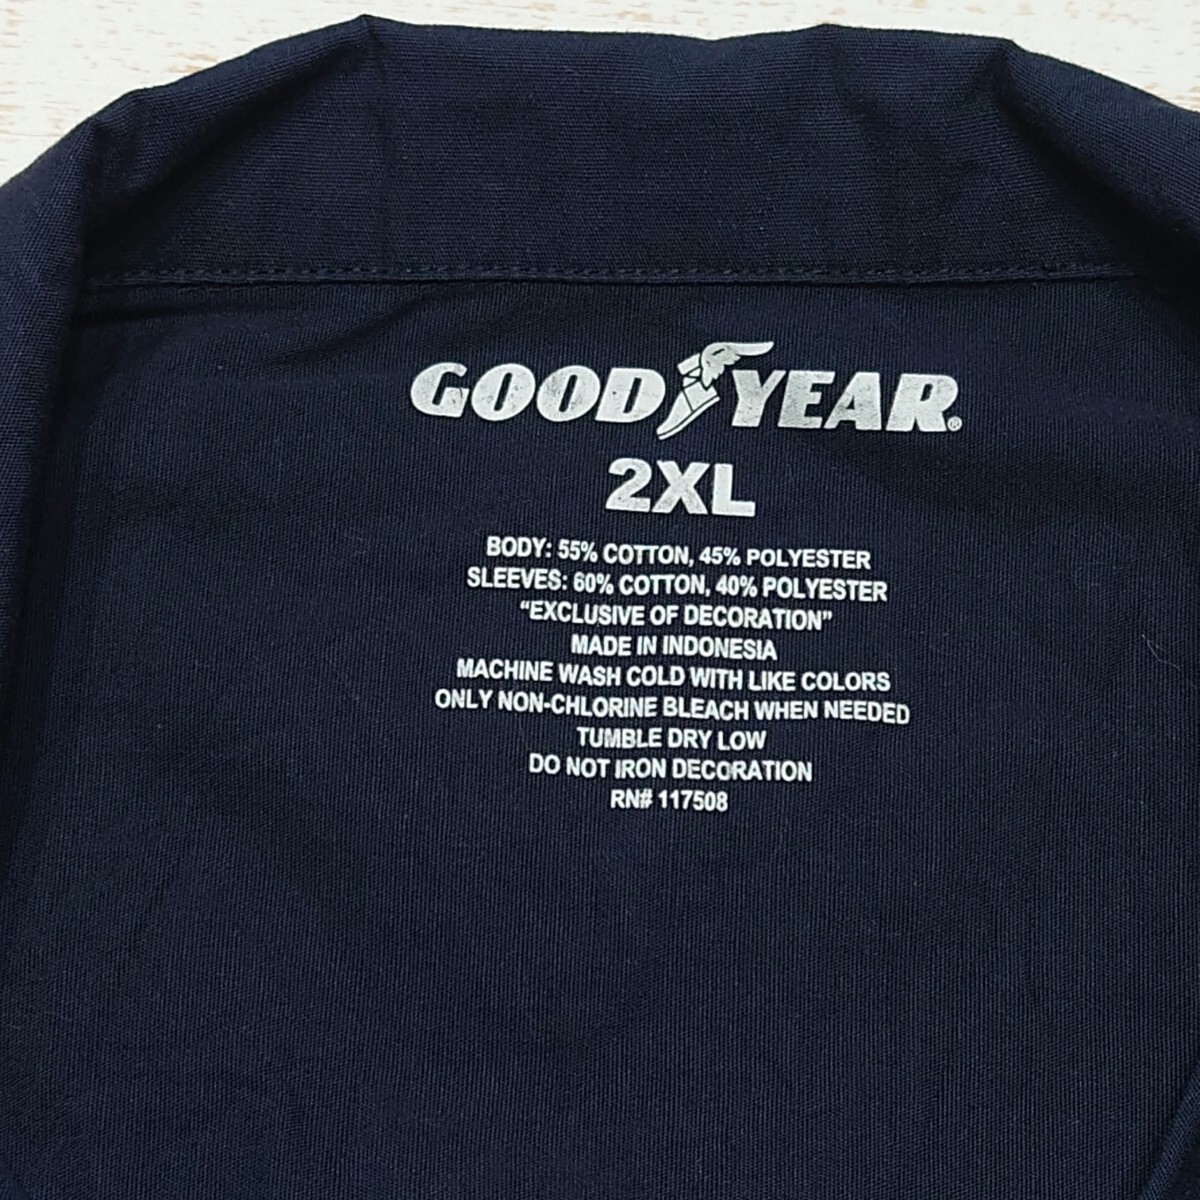 GOODYEAR®
2XL
BODY: 55% COTTON, 45% POLYESTER
SLEEVES: 60% COTTON, 40% POLYESTER
“EXCLUSIVE OF DECORATION”
MADE IN INDONESIA
MACHINE WASH COLD WITH LIKE COLORS
ONLY NON-CHLORINE BLEACH WHEN NEEDED
TUMBLE DRY LOW
DO NOT IRON DECORATION
RN# 117508